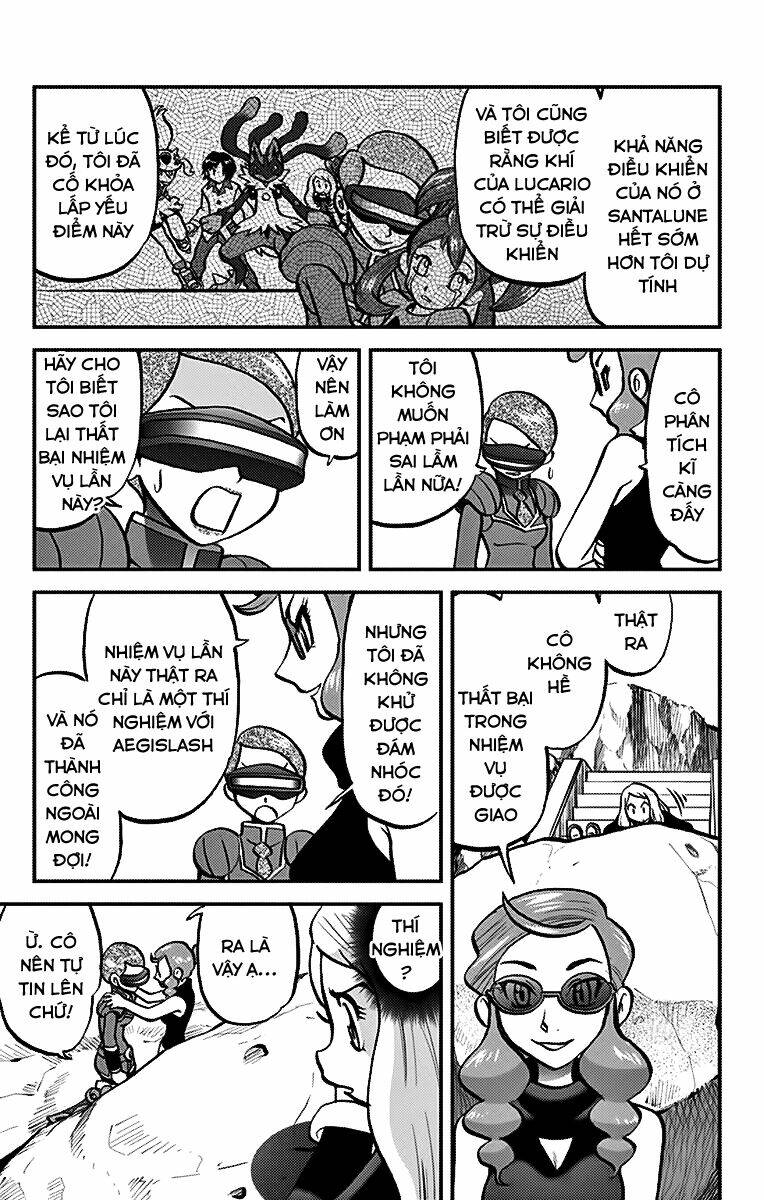 KHẢ NĂNG
ĐIỀU KHIỂN
CỦA NÓ Ở
SANTALUNE
HẾT SỚM
HƠN TÔI DỰ
TÍNH
VÀ TÔI CŨNG
BIẾT ĐƯỢC
RẰNG KHÍ
CỦA LUCARIO
CÓ THỂ GIẢI
TRỪ SỰ ĐIỀU
KHIỂN
KỂ TỪ LÚC
ĐÓ, TÔI ĐÃ
CỐ KHỎA
LẤP YẾU
ĐIỂM NÀY
CÔ PHÂN
TÍCH KĨ
CÀNG
ĐẤY
TÔI
KHÔNG
MUỐN
PHẠM PHẢI
SAI LẦM
LẦN NỮA!
VẬY
NÊN
LÀM
ƠN
HÃY CHO
TÔI BIẾT
SAO TÔI
LẠI THẤT
BẠI NHIỆM
VỤ LẦN
NÀY?
THẬT
RA
CÔ
KHÔNG
HỀ
THẤT BẠI
TRONG
NHIỆM
VỤ ĐƯỢC
GIAO
NHƯNG
TÔI ĐÃ
KHÔNG
KHỬ
ĐƯỢC
ĐÁM
NHÓC
ĐÓ!
NHIỆM VỤ LẦN
NÀY THẬT RA
CHỈ LÀ MỘT THÍ
NGHIỆM VỚI
AEGISLASH
VÀ NÓ
ĐÃ
THÀNH
CÔNG
NGOÀI
MONG
ĐỢI!
THÍ
NGHIỆM
?
RA LÀ
VẬY Ạ...
Ừ. CÔ
NÊN TỰ
TIN LÊN
CHỨ!